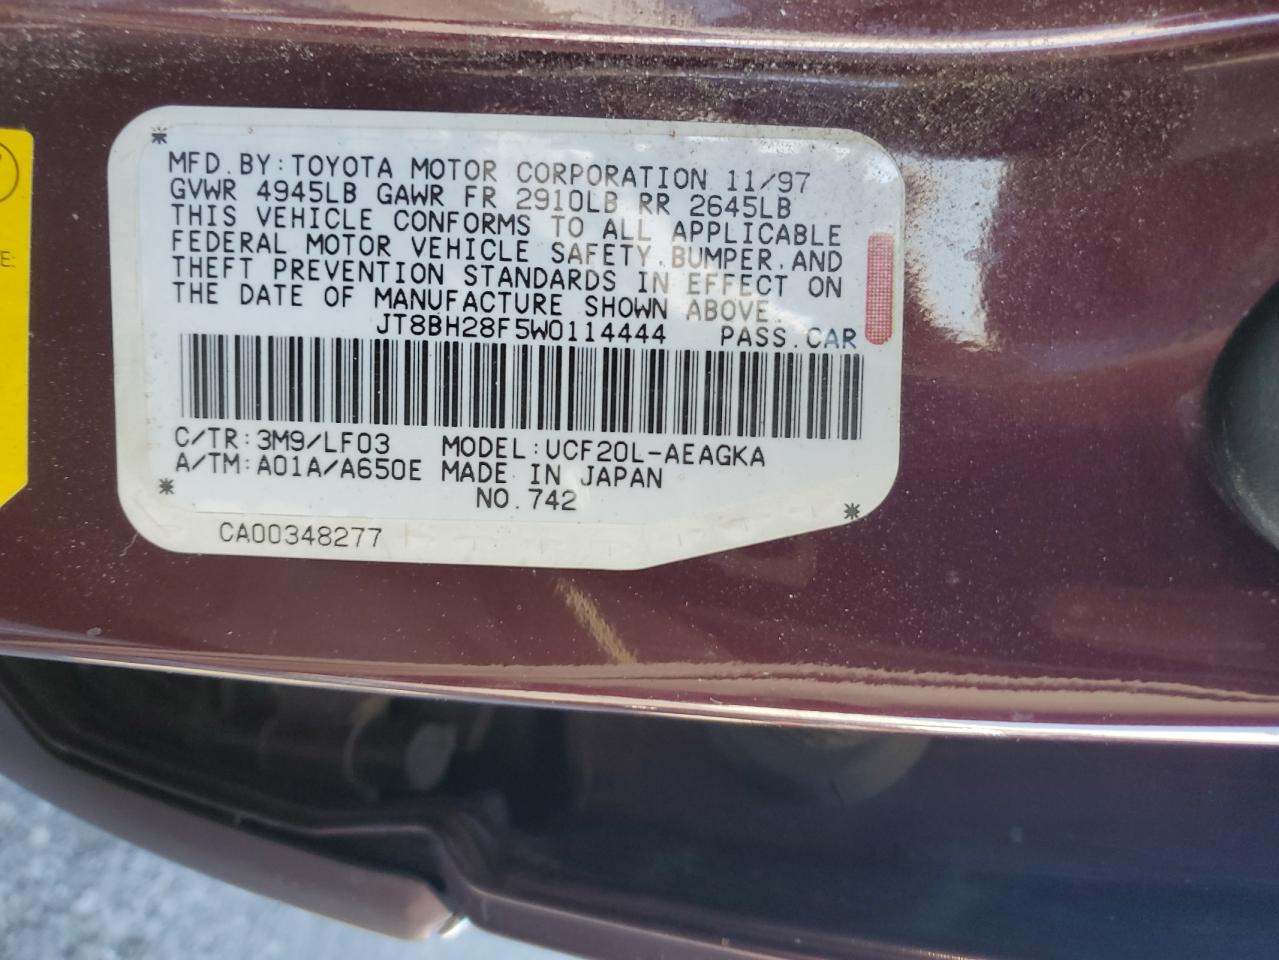 MFD.BY:TOYOTA MOTOR CORPORATION 11/97
GVWR 4945LB GAWR FR 2910LB RR 2645LB
THIS VEHICLE CONFORMS TO ALL APPLICABLE
FEDERAL MOTOR VEHICLE SAFETY,BUMPER,AND
THEFT PREVENTION STANDARDS IN EFFECT ON
THE DATE OF MANUFACTURE SHOWN ABOVE.
JT8BH28F5W0114444 PASS.CAR
C/TR:3M9/LF03 MODEL:UCF20L-AEAGKA
A/TM:A01A/A650E MADE IN JAPAN
NO.742
CA00348277